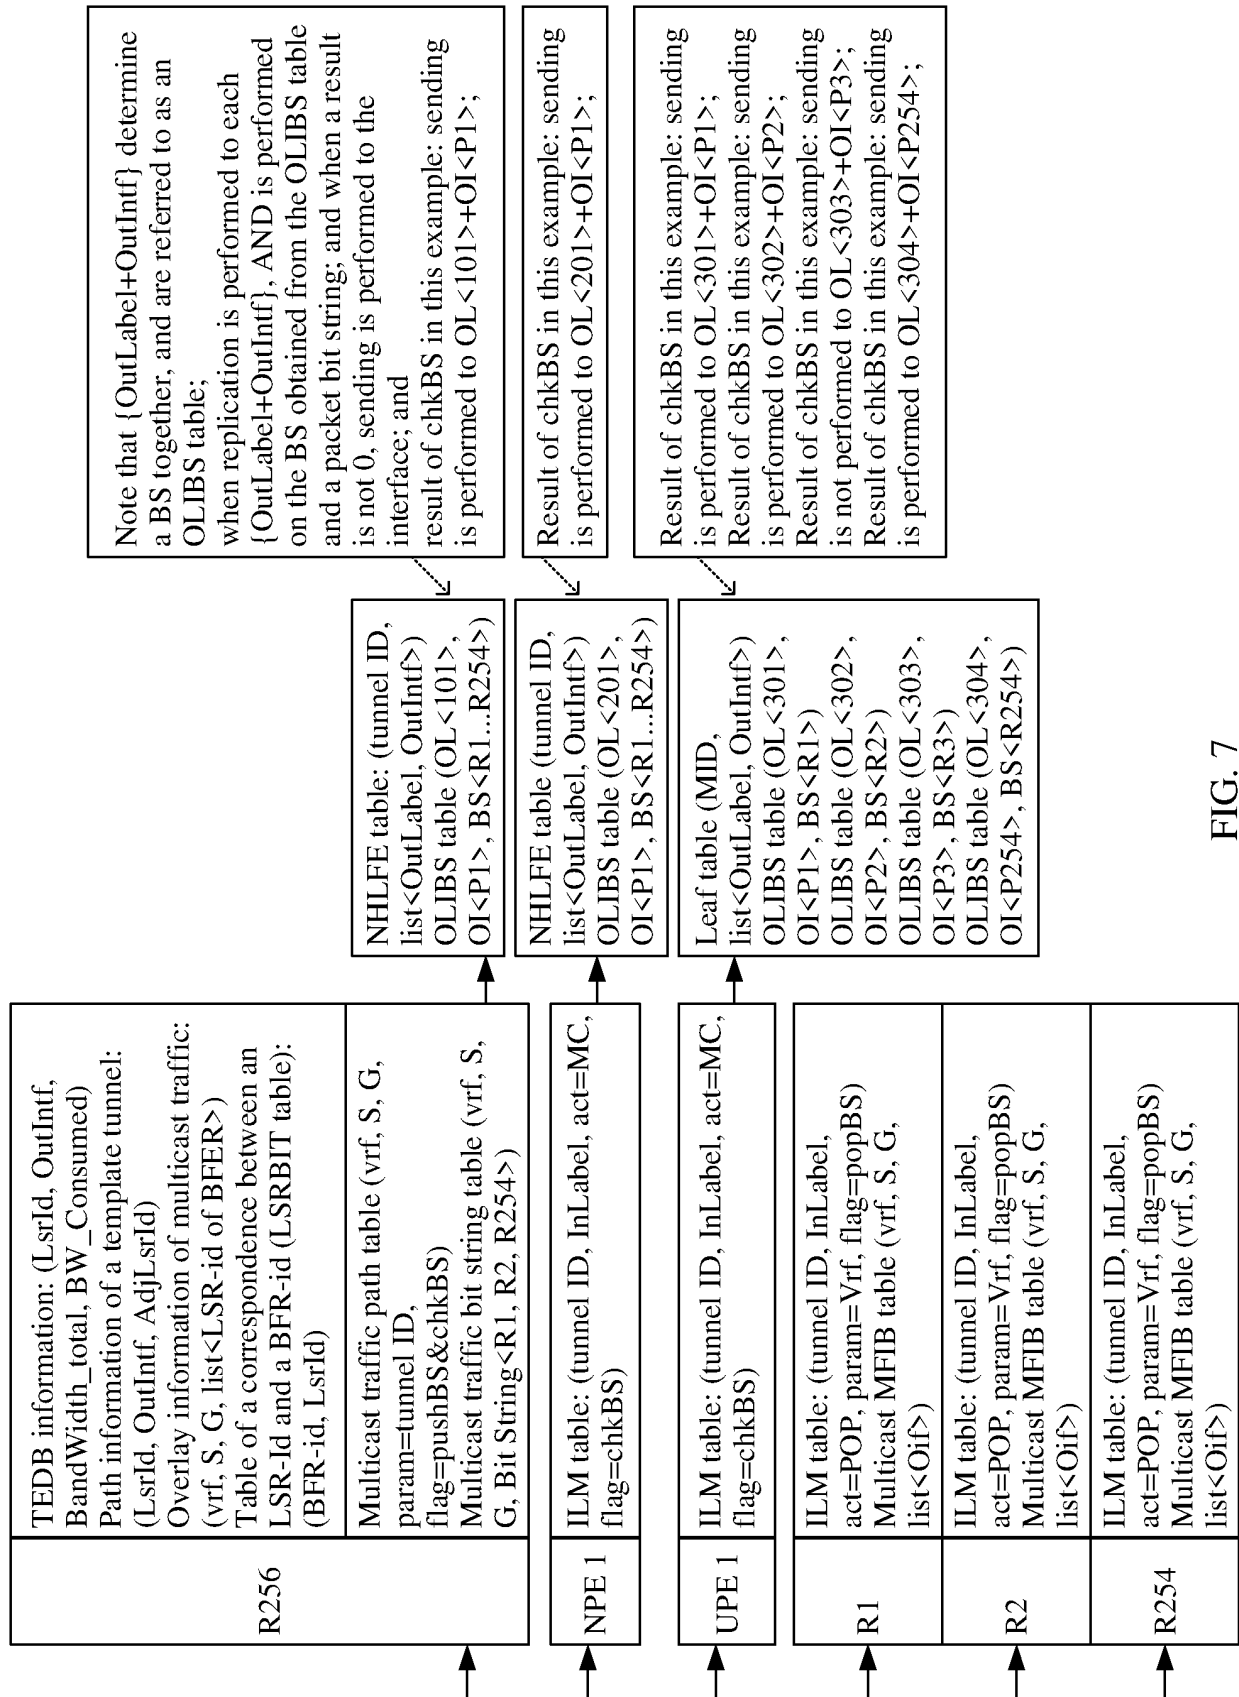 R256
TEDB information: (LsrId, OutIntf,
BandWidth_total, BW_Consumed)
Path information of a template tunnel:
(LsrId, OutIntf, AdjLsrId)
Overlay information of multicast traffic:
(vrf, S, G, list<LSR-id of BFER>)
Table of a correspondence between an
LSR-Id and a BFR-id (LSRBIT table):
(BFR-id, LsrId)
Multicast traffic path table (vrf, S, G,
param=tunnel ID,
flag=pushBS&chkBS)
Multicast traffic bit string table (vrf, S,
G, Bit String<R1, R2, R254>)
NHLFE table: (tunnel ID,
list<OutLabel, OutIntf>)
OLIBS table (OL<101>,
OI<P1>, BS<R1...R254>)
Note that {OutLabel+OutIntf} determine
a BS together, and are referred to as an
OLIBS table;
when replication is performed to each
{OutLabel+OutIntf}, AND is performed
on the BS obtained from the OLIBS table
and a packet bit string; and when a result
is not 0, sending is performed to the
interface; and
result of chkBS in this example: sending
is performed to OL<101>+OI<P1>;
NPE 1
ILM table: (tunnel ID, InLabel, act=MC,
flag=chkBS)
NHLFE table (tunnel ID,
list<OutLabel, OutIntf>)
OLIBS table (OL<201>,
OI<P1>, BS<R1...R254>)
Result of chkBS in this example: sending
is performed to OL<201>+OI<P1>;
UPE 1
ILM table: (tunnel ID, InLabel, act=MC,
flag=chkBS)
Leaf table (MID,
list<OutLabel, OutIntf>)
OLIBS table (OL<301>,
OI<P1>, BS<R1>)
OLIBS table (OL<302>,
OI<P2>, BS<R2>)
OLIBS table (OL<303>,
OI<P3>, BS<R3>)
OLIBS table (OL<304>,
OI<P254>, BS<R254>)
Result of chkBS in this example: sending
is performed to OL<301>+OI<P1>;
Result of chkBS in this example: sending
is performed to OL<302>+OI<P2>;
Result of chkBS in this example: sending
is not performed to OL<303>+OI<P3>;
Result of chkBS in this example: sending
is performed to OL<304>+OI<P254>;
R1
ILM table: (tunnel ID, InLabel,
act=POP, param=Vrf, flag=popBS)
Multicast MFIB table (vrf, S, G,
list<Oif>)
R2
ILM table: (tunnel ID, InLabel,
act=POP, param=Vrf, flag=popBS)
Multicast MFIB table (vrf, S, G,
list<Oif>)
R254
ILM table: (tunnel ID, InLabel,
act=POP, param=Vrf, flag=popBS)
Multicast MFIB table (vrf, S, G,
list<Oif>)
FIG. 7